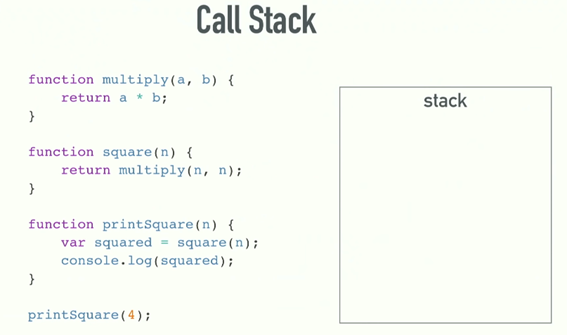 Call Stack
function multiply(a, b) {
    return a * b;
}
function square(n) {
    return multiply(n, n);
}
function printSquare(n) {
    var squared = square(n);
    console.log(squared);
}
printSquare(4);
stack